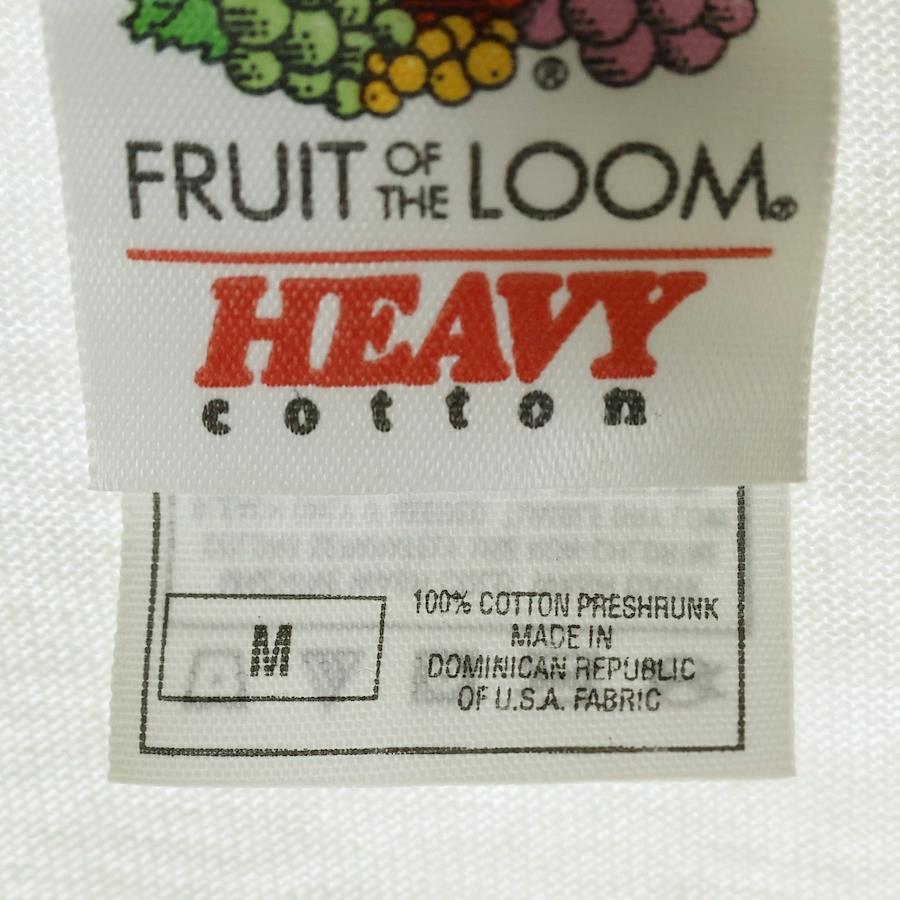 ®
FRUIT OF THE LOOM®
HEAVY
cotton
M
100% COTTON PRESHRUNK
MADE IN
DOMINICAN REPUBLIC
OF U.S.A. FABRIC